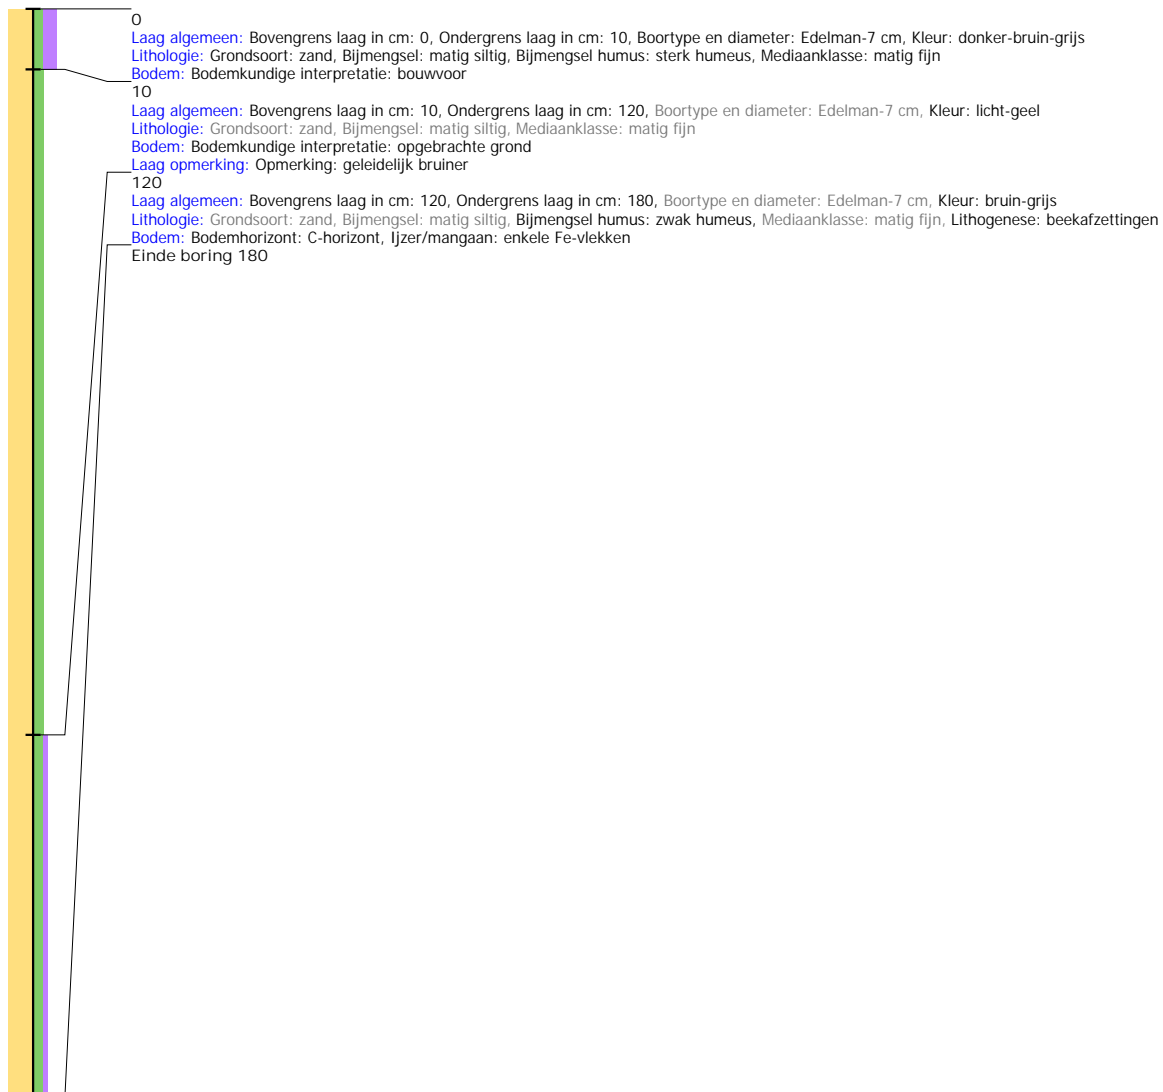 0
Laag algemeen: Bovengrens laag in cm: 0, Ondergrens laag in cm: 10, Boortype en diameter: Edelman-7 cm, Kleur: donker-bruin-grijs
Lithologie: Grondsoort: zand, Bijmengsel: matig siltig, Bijmengsel humus: sterk humeus, Mediaanklasse: matig fijn
Bodem: Bodemkundige interpretatie: bouwvoor
10
Laag algemeen: Bovengrens laag in cm: 10, Ondergrens laag in cm: 120, Boortype en diameter: Edelman-7 cm, Kleur: licht-geel
Lithologie: Grondsoort: zand, Bijmengsel: matig siltig, Mediaanklasse: matig fijn
Bodem: Bodemkundige interpretatie: opgebrachte grond
Laag opmerking: Opmerking: geleidelijk bruiner
120
Laag algemeen: Bovengrens laag in cm: 120, Ondergrens laag in cm: 180, Boortype en diameter: Edelman-7 cm, Kleur: bruin-grijs
Lithologie: Grondsoort: zand, Bijmengsel: matig siltig, Bijmengsel humus: zwak humeus, Mediaanklasse: matig fijn, Lithogenese: beekafzettingen
Bodem: Bodemhorizont: C-horizont, Ijzer/mangaan: enkele Fe-vlekken
Einde boring 180